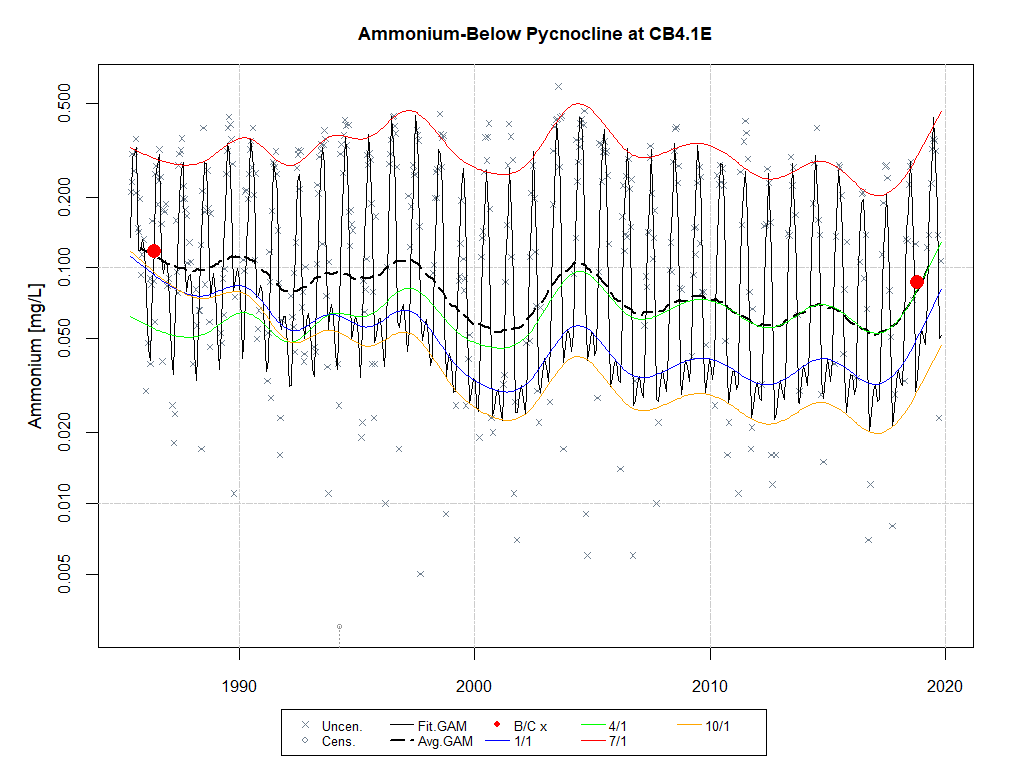 Ammonium-Below Pycnocline at CB4.1E
Ammonium [mg/L]
0.500
0.200
0.100
0.050
0.020
0.010
0.005
1990 2000 2010 2020
Uncen. Fit.GAM B/C x 4/1 10/1
Cens. Avg.GAM 1/1 7/1